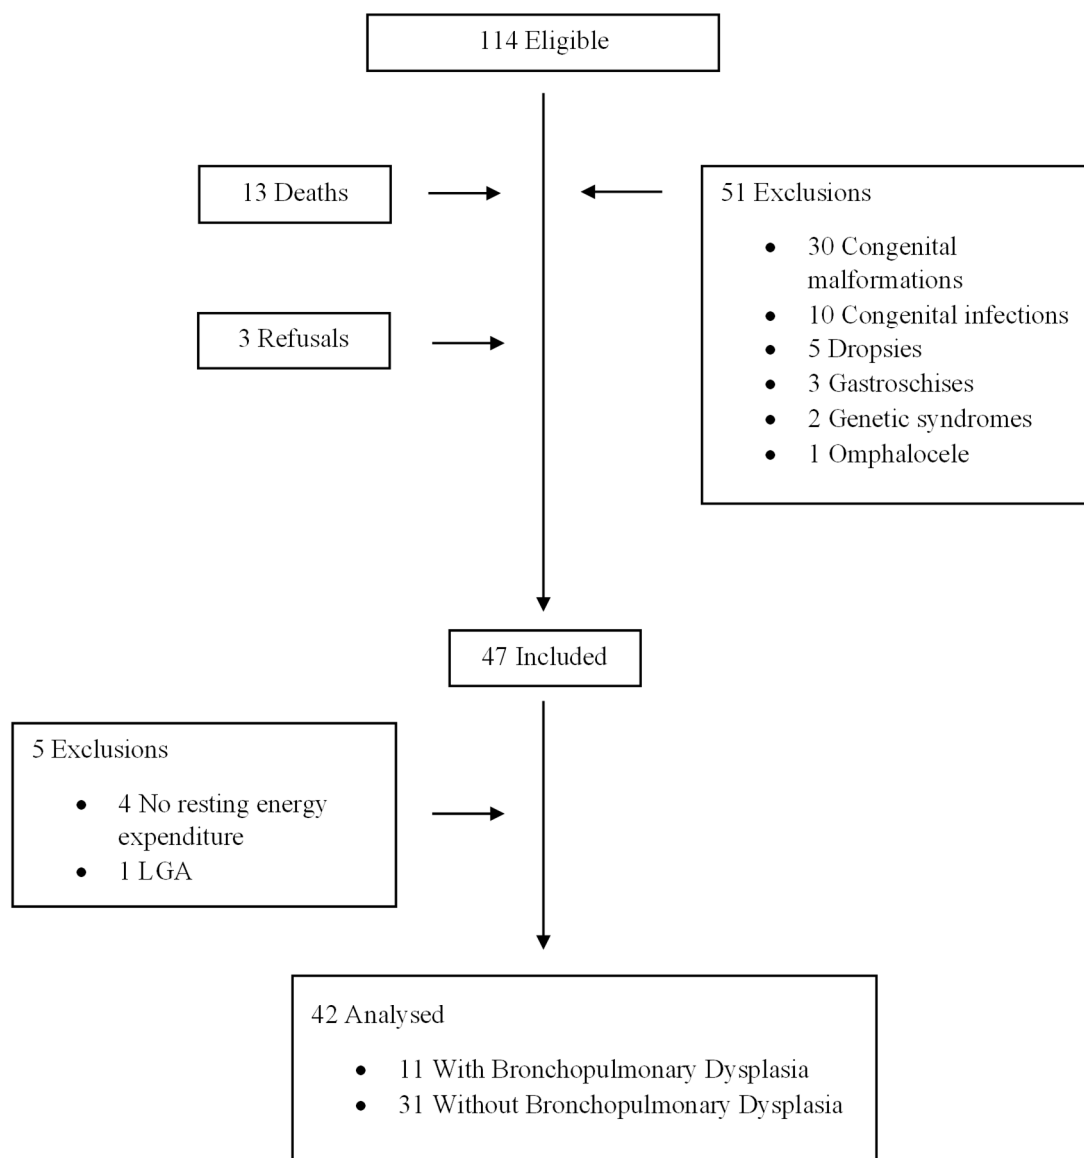 114 Eligible
13 Deaths
51 Exclusions
• 30 Congenital
malformations
• 10 Congenital infections
• 5 Dropsies
• 3 Gastroschises
• 2 Genetic syndromes
• 1 Omphalocele
3 Refusals
47 Included
5 Exclusions
• 4 No resting energy
expenditure
• 1 LGA
42 Analysed
• 11 With Bronchopulmonary Dysplasia
• 31 Without Bronchopulmonary Dysplasia